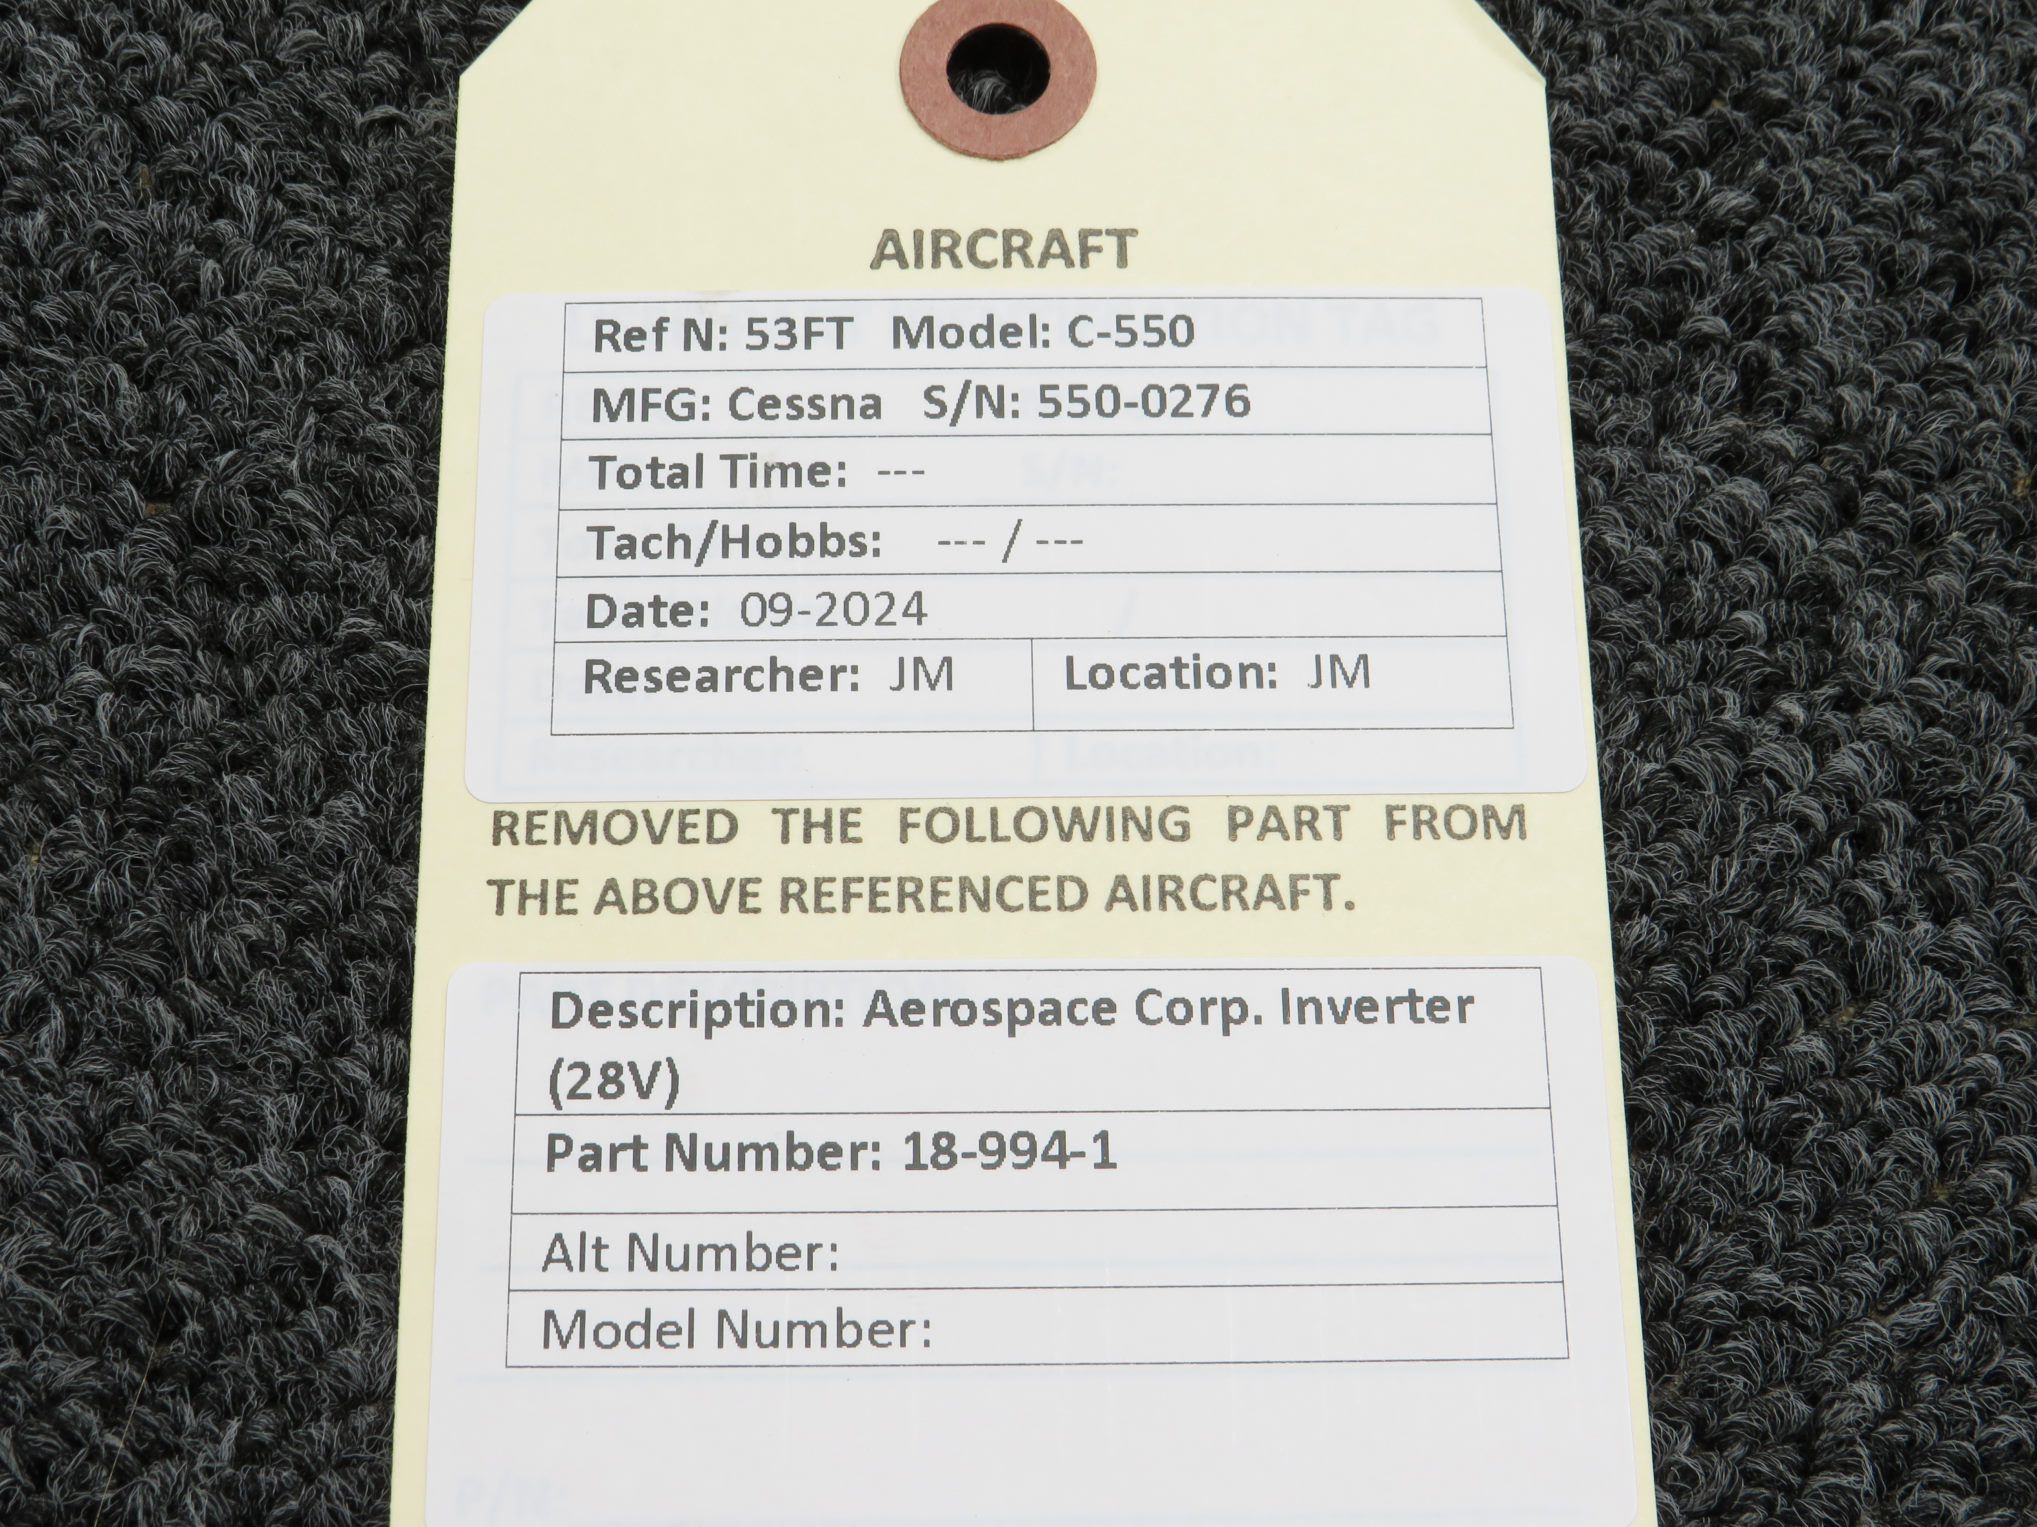 AIRCRAFT
Ref N: 53FT Model: C-550
MFG: Cessna S/N: 550-0276
Total Time: ---
Tach/Hobbs: --- / ---
Date: 09-2024
Researcher: JM Location: JM
REMOVED THE FOLLOWING PART FROM
THE ABOVE REFERENCED AIRCRAFT.
Description: Aerospace Corp. Inverter
(28V)
Part Number: 18-994-1
Alt Number:
Model Number:
P/N: